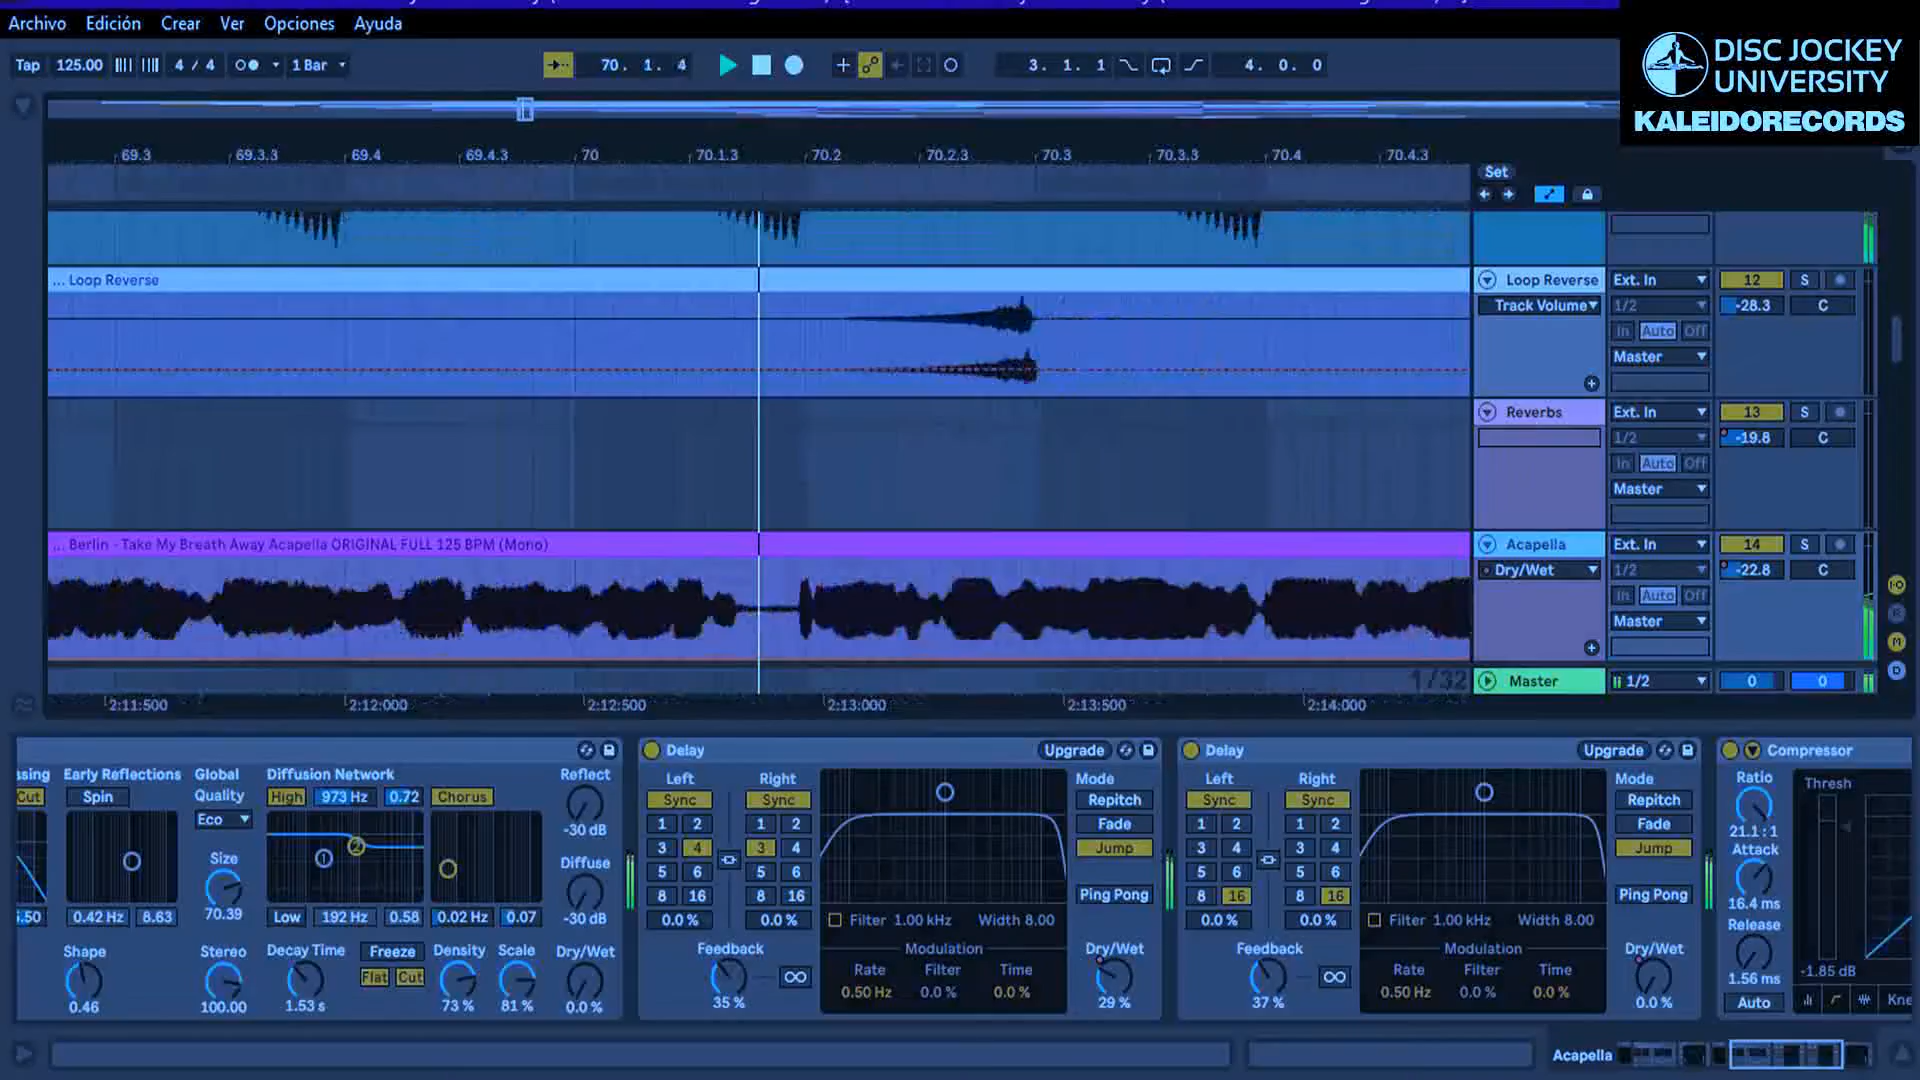 Archivo Edición Crear Ver Opciones Ayuda
DISC JOCKEY
UNIVERSITY
KALEIDORECORDS
Tap 125.00 4 / 4 1 Bar 70. 1. 4 3. 1. 1 4. 0. 0
69.3 69.3.3 69.4 69.4.3 70 70.1.3 70.2 70.2.3 70.3 70.3.3 70.4 70.4.3
Set
... Loop Reverse
Loop Reverse Ext. In 12 S
Track Volume 1/2 -28.3 C
In Auto Off
Master
Reverbs Ext. In 13 S
1/2 -19.8 C
In Auto Off
Master
... Berlin - Take My Breath Away Acapella ORIGINAL FULL 125 BPM (Mono)
Acapella Ext. In 14 S
Dry/Wet 1/2 -22.8 C
In Auto Off
Master
1/32
Master 1/2 0 0
2:11:500 2:12:000 2:12:500 2:13:000 2:13:500 2:14:000
Early Reflections Global Diffusion Network Reflect
Cut Spin Quality High 973 Hz 0.72 Chorus
Eco -30 dB
Size Diffuse
70.39
0.42 Hz 8.63 Low 192 Hz 0.58 0.02 Hz 0.07 -30 dB
Shape Stereo Decay Time Freeze Density Scale Dry/Wet
Flat Cut
0.46 100.00 1.53 s 73 % 81 % 0.0 %
Delay Upgrade
Left Right Mode
Sync Sync Repitch
1 2 1 2 Fade
3 4 3 4 Jump
5 6 5 6
8 16 8 16 Ping Pong
0.0 % 0.0 % Filter 1.00 kHz Width 8.00
Feedback Modulation Dry/Wet
Rate Filter Time
35 % 0.50 Hz 0.0 % 0.0 % 29 %
Delay Upgrade
Left Right Mode
Sync Sync Repitch
1 2 1 2 Fade
3 4 3 4 Jump
5 6 5 6
8 16 8 16 Ping Pong
0.0 % 0.0 % Filter 1.00 kHz Width 8.00
Feedback Modulation Dry/Wet
Rate Filter Time
37 % 0.50 Hz 0.0 % 0.0 % 0.0 %
Compressor
Ratio Thresh
21.1 : 1
Attack
16.4 ms
Release
1.56 ms -1.85 dB
Auto
Acapella